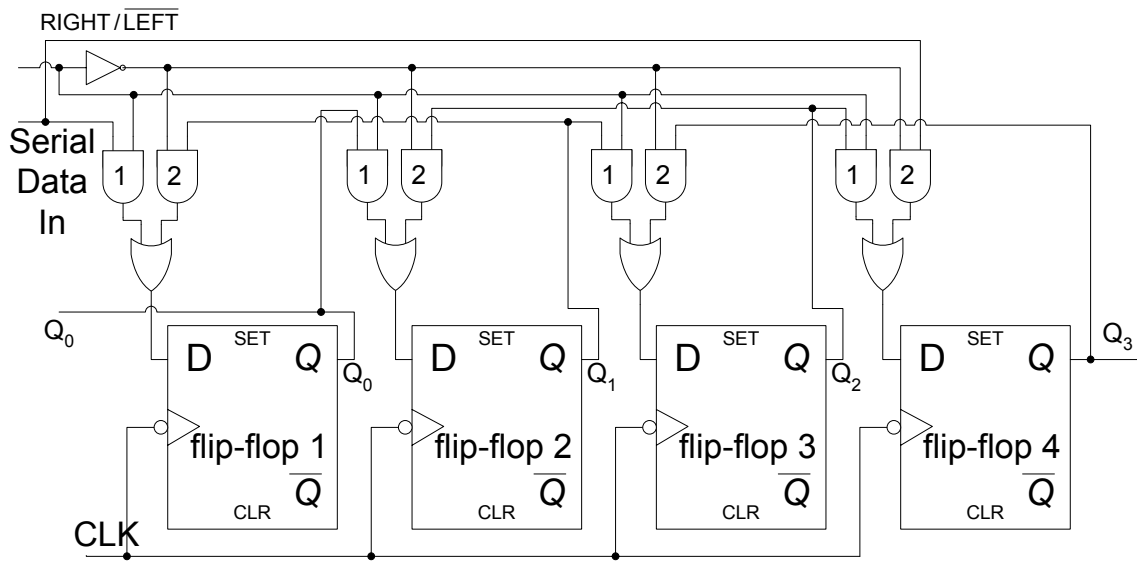 RIGHT/L̅E̅F̅T̅
Serial
Data
In
1 2 1 2 1 2 1 2
Q₀
SET SET SET SET
D Q D Q D Q D Q
Q₀ Q₁ Q₂ Q₃
flip-flop 1 flip-flop 2 flip-flop 3 flip-flop 4
Q̅ Q̅ Q̅ Q̅
CLR CLR CLR CLR
CLK